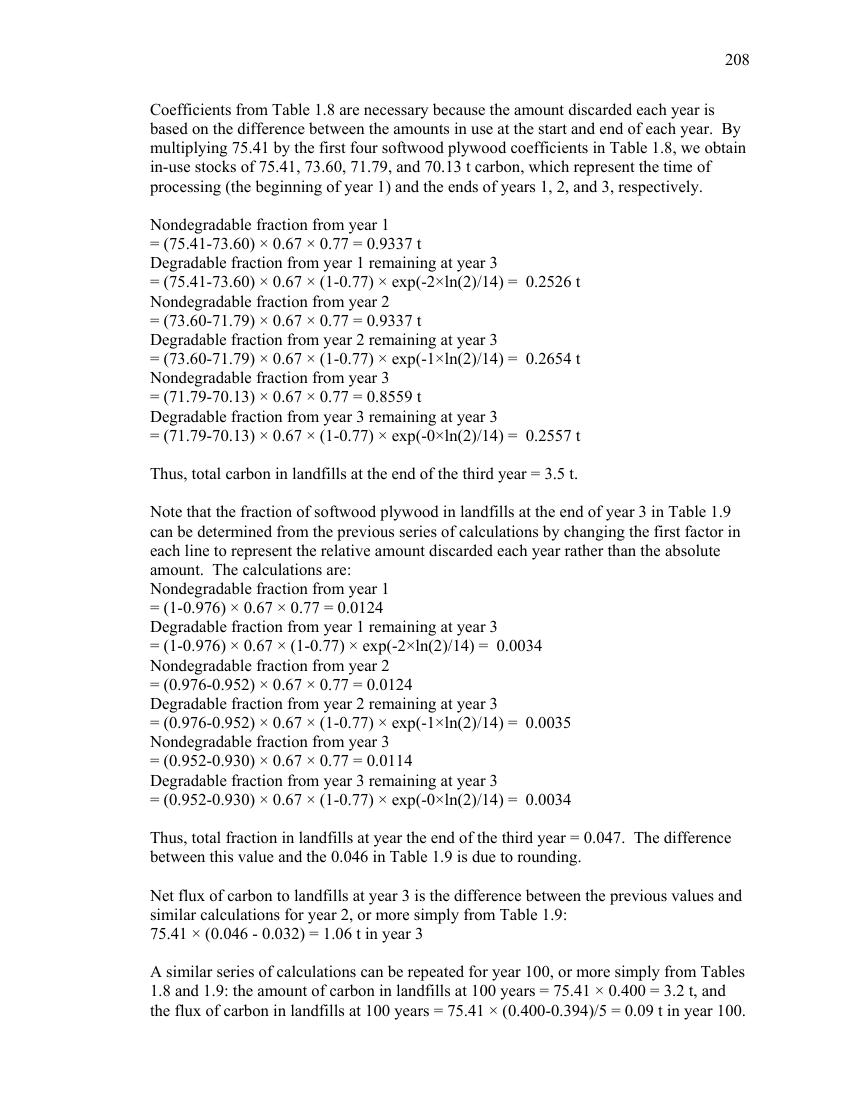 208
Coefficients from Table 1.8 are necessary because the amount discarded each year is
based on the difference between the amounts in use at the start and end of each year.  By
multiplying 75.41 by the first four softwood plywood coefficients in Table 1.8, we obtain
in-use stocks of 75.41, 73.60, 71.79, and 70.13 t carbon, which represent the time of
processing (the beginning of year 1) and the ends of years 1, 2, and 3, respectively.
Nondegradable fraction from year 1
= (75.41-73.60) × 0.67 × 0.77 = 0.9337 t
Degradable fraction from year 1 remaining at year 3
= (75.41-73.60) × 0.67 × (1-0.77) × exp(-2×ln(2)/14) =  0.2526 t
Nondegradable fraction from year 2
= (73.60-71.79) × 0.67 × 0.77 = 0.9337 t
Degradable fraction from year 2 remaining at year 3
= (73.60-71.79) × 0.67 × (1-0.77) × exp(-1×ln(2)/14) =  0.2654 t
Nondegradable fraction from year 3
= (71.79-70.13) × 0.67 × 0.77 = 0.8559 t
Degradable fraction from year 3 remaining at year 3
= (71.79-70.13) × 0.67 × (1-0.77) × exp(-0×ln(2)/14) =  0.2557 t
Thus, total carbon in landfills at the end of the third year = 3.5 t.
Note that the fraction of softwood plywood in landfills at the end of year 3 in Table 1.9
can be determined from the previous series of calculations by changing the first factor in
each line to represent the relative amount discarded each year rather than the absolute
amount.  The calculations are:
Nondegradable fraction from year 1
= (1-0.976) × 0.67 × 0.77 = 0.0124
Degradable fraction from year 1 remaining at year 3
= (1-0.976) × 0.67 × (1-0.77) × exp(-2×ln(2)/14) =  0.0034
Nondegradable fraction from year 2
= (0.976-0.952) × 0.67 × 0.77 = 0.0124
Degradable fraction from year 2 remaining at year 3
= (0.976-0.952) × 0.67 × (1-0.77) × exp(-1×ln(2)/14) =  0.0035
Nondegradable fraction from year 3
= (0.952-0.930) × 0.67 × 0.77 = 0.0114
Degradable fraction from year 3 remaining at year 3
= (0.952-0.930) × 0.67 × (1-0.77) × exp(-0×ln(2)/14) =  0.0034
Thus, total fraction in landfills at year the end of the third year = 0.047.  The difference
between this value and the 0.046 in Table 1.9 is due to rounding.
Net flux of carbon to landfills at year 3 is the difference between the previous values and
similar calculations for year 2, or more simply from Table 1.9:
75.41 × (0.046 - 0.032) = 1.06 t in year 3
A similar series of calculations can be repeated for year 100, or more simply from Tables
1.8 and 1.9: the amount of carbon in landfills at 100 years = 75.41 × 0.400 = 3.2 t, and
the flux of carbon in landfills at 100 years = 75.41 × (0.400-0.394)/5 = 0.09 t in year 100.